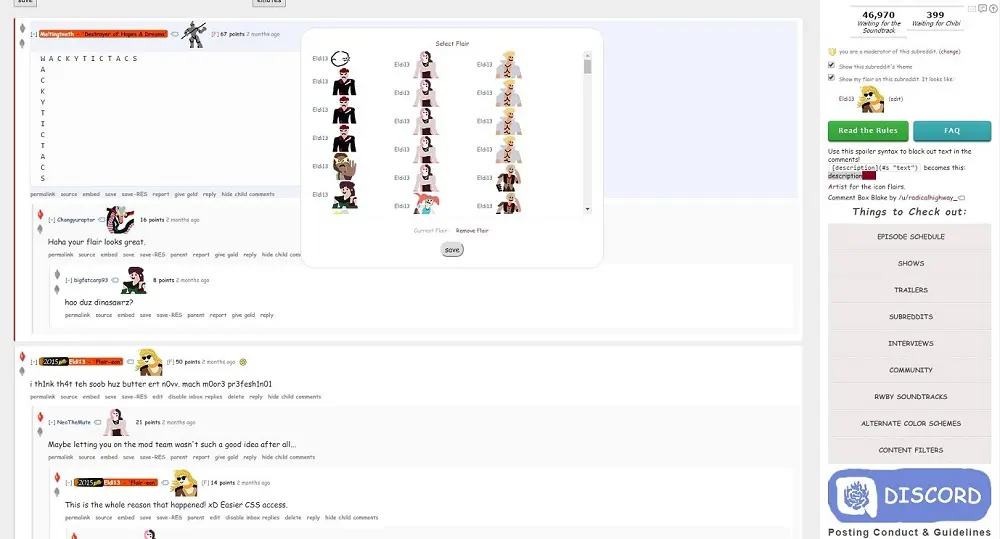 save
emotes
[-] Meltingteeth - "Destroyer of Hopes & Dreams" [F] 67 points 2 months ago
W A C K Y T I C T A C S
A
C
K
Y
T
I
C
T
A
C
S
permalink source embed save save-RES report give gold reply hide child comments
[-] Changyuraptor 16 points 2 months ago
Haha your flair looks great.
permalink source embed save save-RES parent report give gold reply hide child com
[-] bigfatcarp93 8 points 2 months ago
hao duz dinasawrz?
permalink source embed save save-RES parent report give gold reply
[-] 2015 Eldi13 - "Flair-aon" [F] 50 points 2 months ago
i th1nk th4t teh soob huz butter ert n0vv. mach m0or3 pr3fesh1n01
permalink source embed save save-RES edit disable inbox replies delete reply hide child comments
[-] NeoTheMute 21 points 2 months ago
Maybe letting you on the mod team wasn't such a good idea after all...
permalink source embed save save-RES parent report give gold reply hide child comments
[-] 2015 Eldi13 - "Flair-aon" [F] 14 points 2 months ago
This is the whole reason that happened! xD Easier CSS access.
permalink source embed save save-RES parent edit disable inbox replies delete reply hide child comments
Select Flair
Eldi13 Eldi13 Eldi13
Eldi13 Eldi13 Eldi13
Eldi13 Eldi13 Eldi13
Eldi13 Eldi13 Eldi13
Eldi13 Eldi13 Eldi13
Eldi13 Eldi13 Eldi13
Current Flair: Remove Flair
save
46,970 399
Waiting for the Waiting for Chibi
Soundtrack
you are a moderator of this subreddit. (change)
Show this subreddit's theme
Show my flair on this subreddit. It looks like:
Eldi13 (edit)
Read the Rules FAQ
Use this spoiler syntax to block out text in the
comments!
[description](#s "text") becomes this:
description
Artist for the icon flairs.
Comment Box Blake by /u/radicalhighway_
Things to Check out:
EPISODE SCHEDULE
SHOWS
TRAILERS
SUBREDDITS
INTERVIEWS
COMMUNITY
RWBY SOUNDTRACKS
ALTERNATE COLOR SCHEMES
CONTENT FILTERS
DISCORD
Posting Conduct & Guidelines